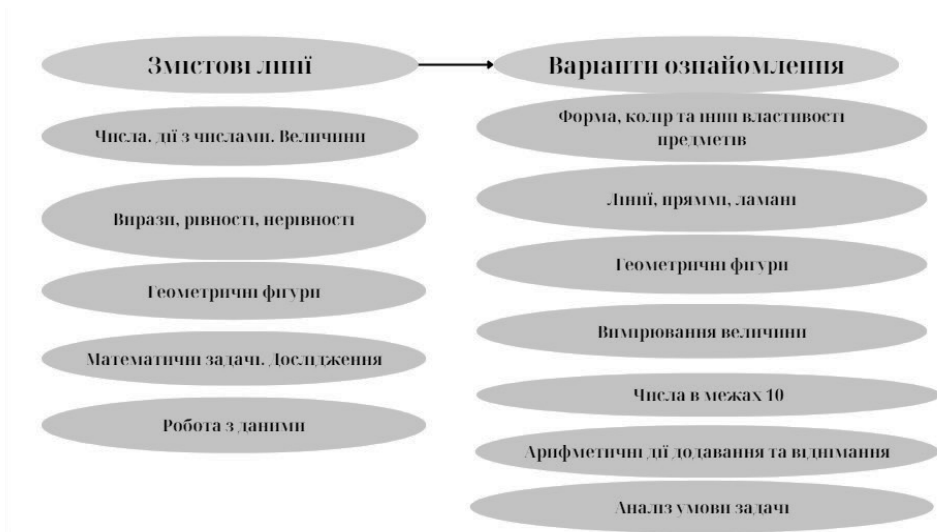 Змістові лінії
Числа. дії з числами. Величини
Вирази, рівності, нерівності
Геометричні фігури
Математичні задачі. Дослідження
Робота з даними
Варіанти ознайомлення
Форма, колір та інші властивості
предметів
Лінії, прямі, ламані
Геометричні фігури
Вимірювання величини
Числа в межах 10
Арифметичні дії додавання та віднімання
Аналіз умови задачі